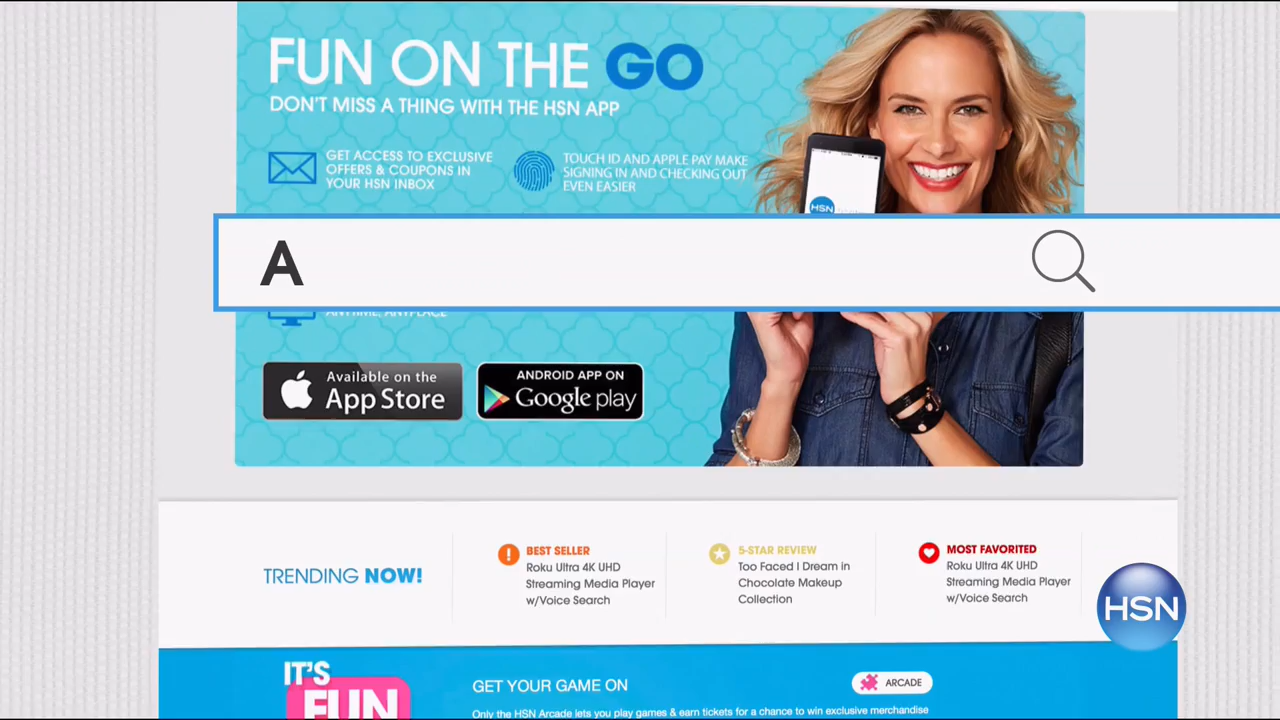 FUN ON THE GO
DON'T MISS A THING WITH THE HSN APP
GET ACCESS TO EXCLUSIVE
OFFERS & COUPONS IN
YOUR HSN INBOX
TOUCH ID AND APPLE PAY MAKE
SIGNING IN AND CHECKING OUT
EVEN EASIER
HSN
A
ANYTIME, ANYPLACE
Available on the
App Store
ANDROID APP ON
Google play
TRENDING NOW!
BEST SELLER
Roku Ultra 4K UHD
Streaming Media Player
w/Voice Search
5-STAR REVIEW
Too Faced I Dream in
Chocolate Makeup
Collection
MOST FAVORITED
Roku Ultra 4K UHD
Streaming Media Player
w/Voice Search
HSN
IT'S
FUN
GET YOUR GAME ON
ARCADE
Only the HSN Arcade lets you play games & earn tickets for a chance to win exclusive merchandise